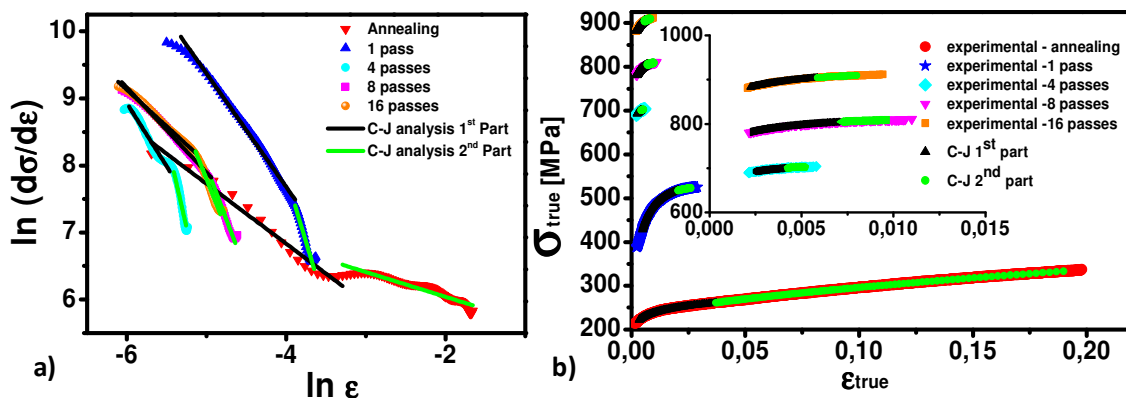 10
9
8
7
6
ln (dσ/dε)
Annealing
1 pass
4 passes
8 passes
16 passes
C-J analysis 1st Part
C-J analysis 2nd Part
-6
-4
-2
ln ε
a)
900
800
700
600
500
400
300
200
σtrue [MPa]
1000
800
600
0,000
0,005
0,010
0,015
experimental - annealing
experimental -1 pass
experimental -4 passes
experimental -8 passes
experimental -16 passes
C-J 1st part
C-J 2nd part
0,00
0,05
0,10
0,15
0,20
εtrue
b)